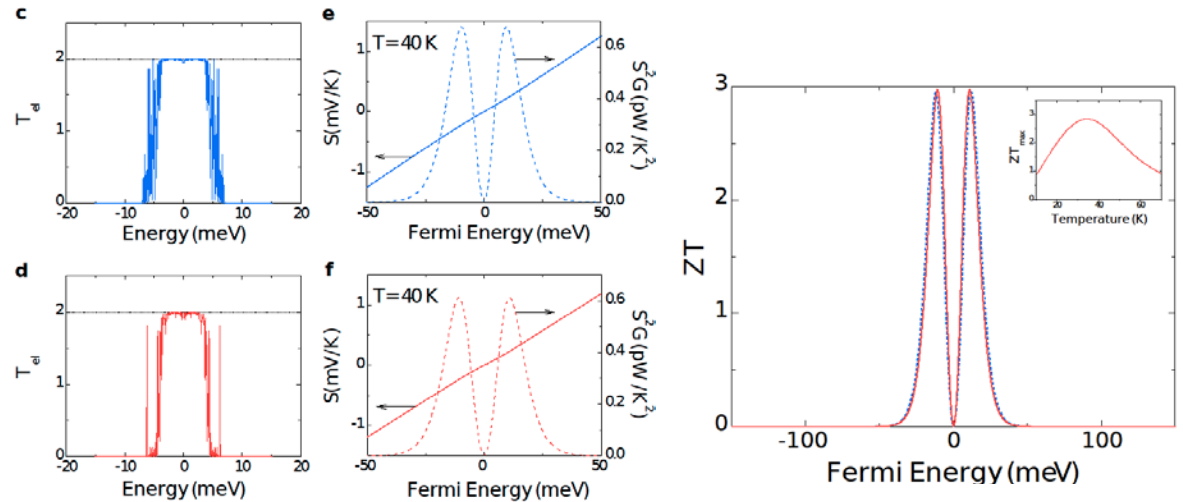 c
T_el
2
1
0
-20 -10 0 10 20
Energy (meV)
e
T=40 K
S(mV/K)
1
0
-1
S²G(pW/K²)
0.6
0.4
0.2
0.0
-50 0 50
Fermi Energy (meV)
d
T_el
2
1
0
-20 -10 0 10 20
Energy (meV)
f
T=40 K
S(mV/K)
1
0
-1
S²G(pW/K²)
0.6
0.4
0.2
0.0
-50 0 50
Fermi Energy (meV)
ZT
3
2
1
0
-100 0 100
Fermi Energy (meV)
ZT_max
3
2
1
0
20 40 60
Temperature (K)